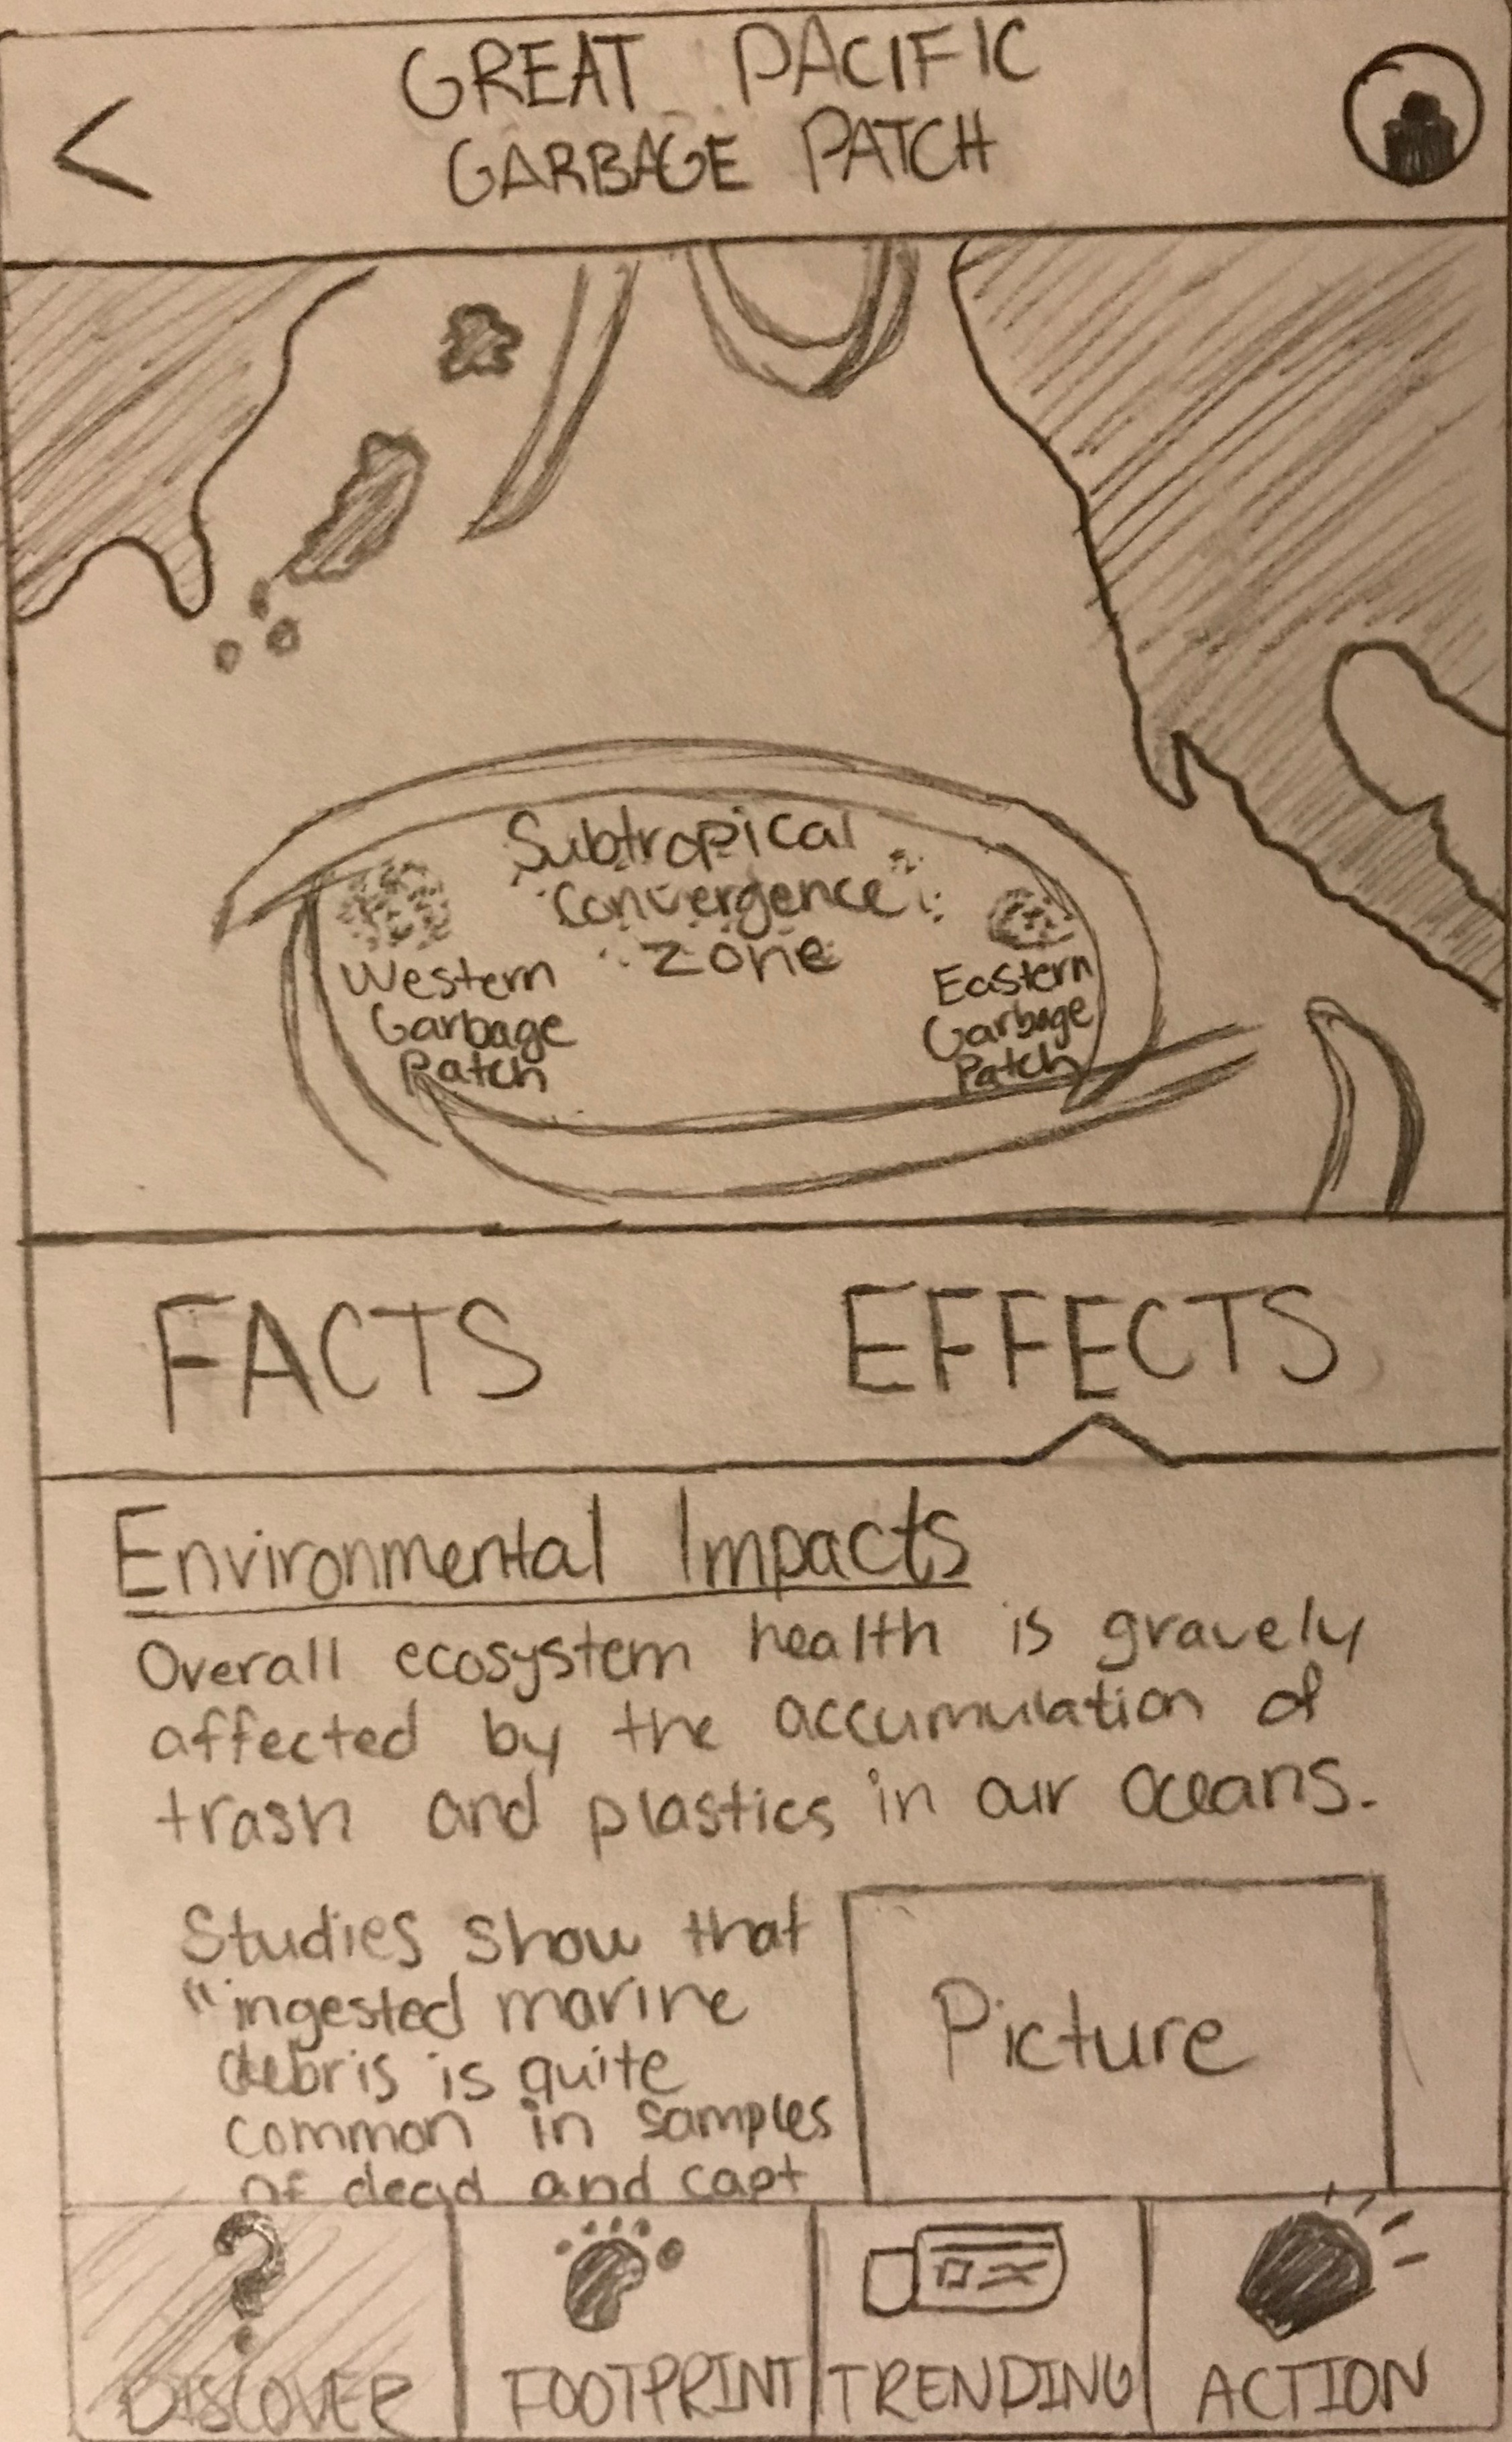 GREAT PACIFIC
GARBAGE PATCH
Subtropical
Convergence
Zone
Western
Garbage
Patch
Eastern
Garbage
Patch
FACTS
EFFECTS
Environmental Impacts
Overall ecosystem health is gravely
affected by the accumulation of
trash and plastics in our oceans.
Studies show that
"ingested marine
debris is quite
common in samples
of dead and capt
Picture
?
DISCOVER
FOOTPRINT
TRENDING
ACTION